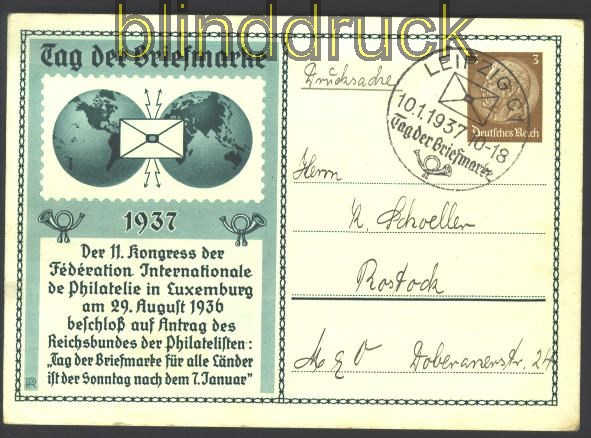 blinddruck
Tag der Briefmarke
1937
Der 11. Kongress der
Fédération Internationale
de Philatelie in Luxemburg
am 29. August 1936
beschloß auf Antrag des
Reichsbundes der Philatelisten:
„Tag der Briefmarke für alle Länder
ist der Sonntag nach dem 7. Januar"
Drucksache
LEIPZIG C1
10.1.1937 10-18
Tag der Briefmarke
3
Deutsches Reich
Herrn
Schoeller
Rostock
Doberanerstr. 24